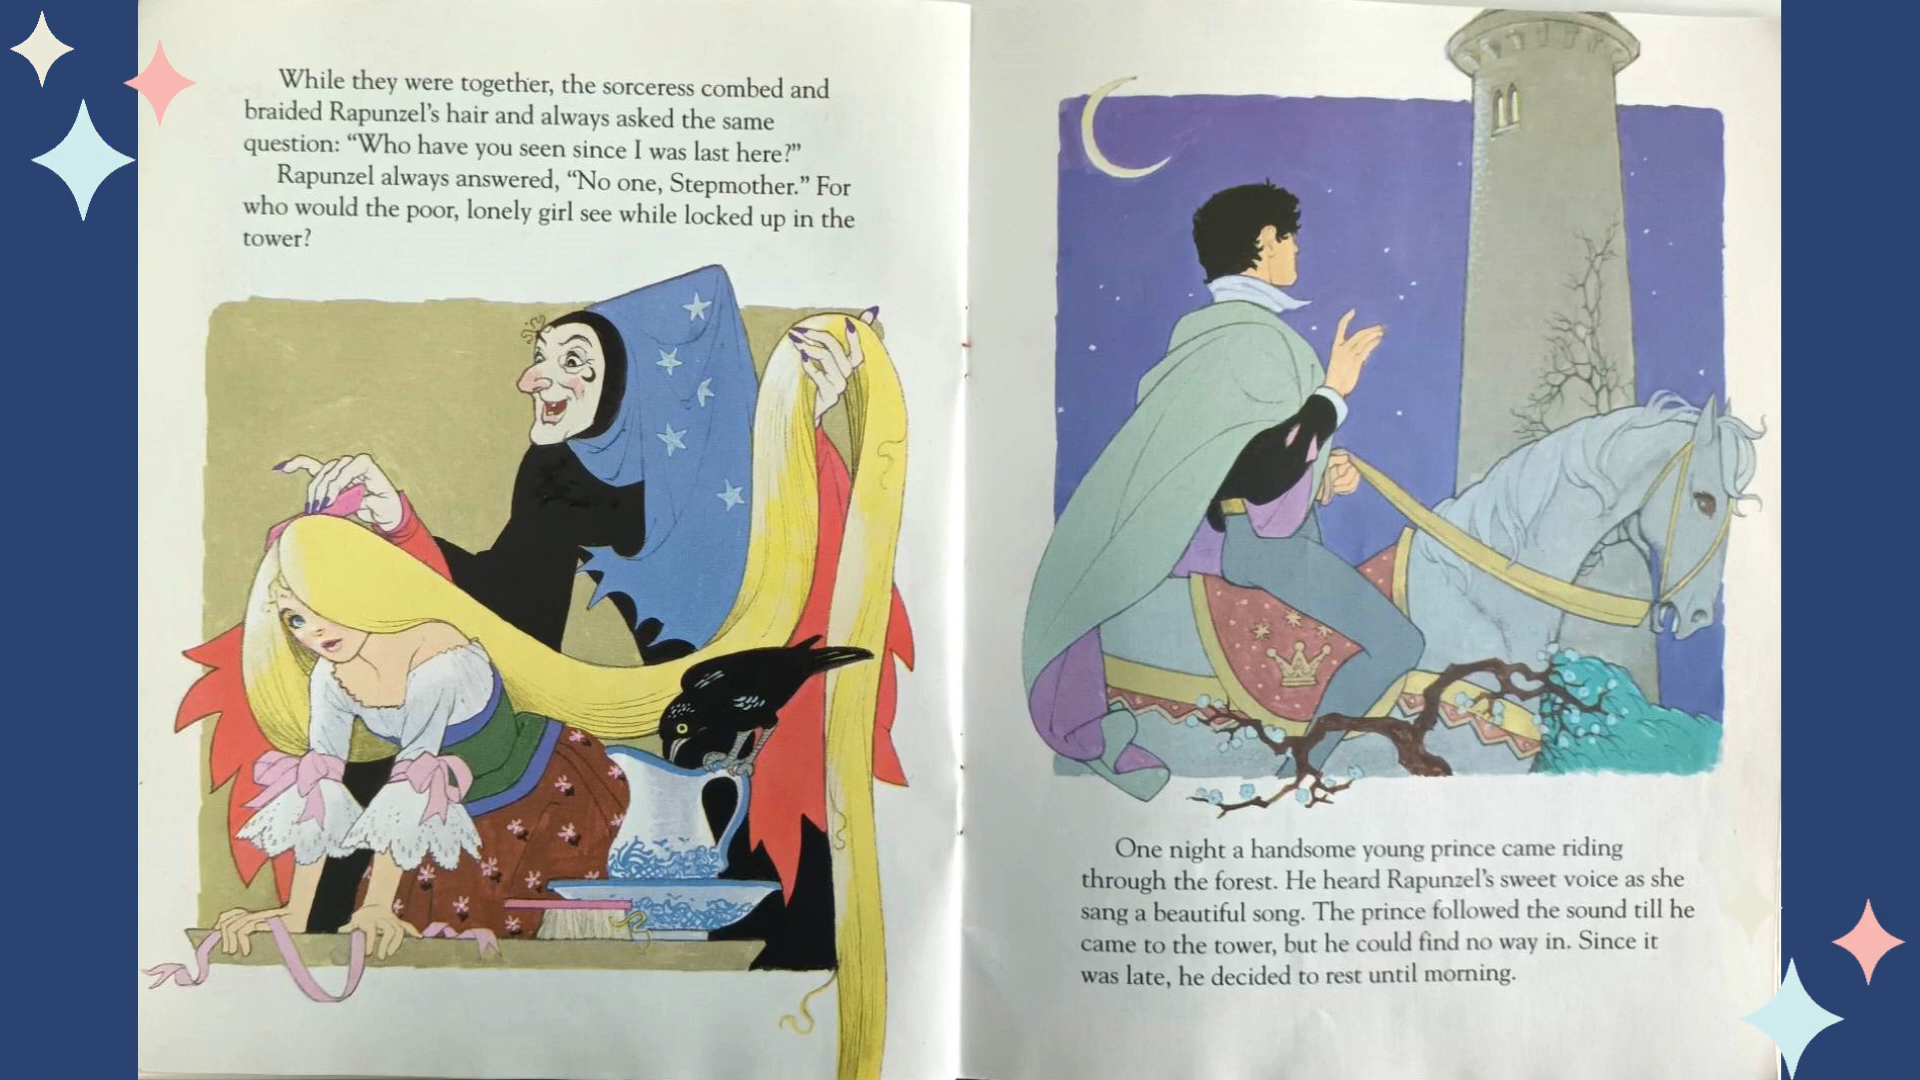 While they were together, the sorceress combed and
braided Rapunzel’s hair and always asked the same
question: “Who have you seen since I was last here?”
Rapunzel always answered, “No one, Stepmother.” For
who would the poor, lonely girl see while locked up in the
tower?
One night a handsome young prince came riding
through the forest. He heard Rapunzel’s sweet voice as she
sang a beautiful song. The prince followed the sound till he
came to the tower, but he could find no way in. Since it
was late, he decided to rest until morning.